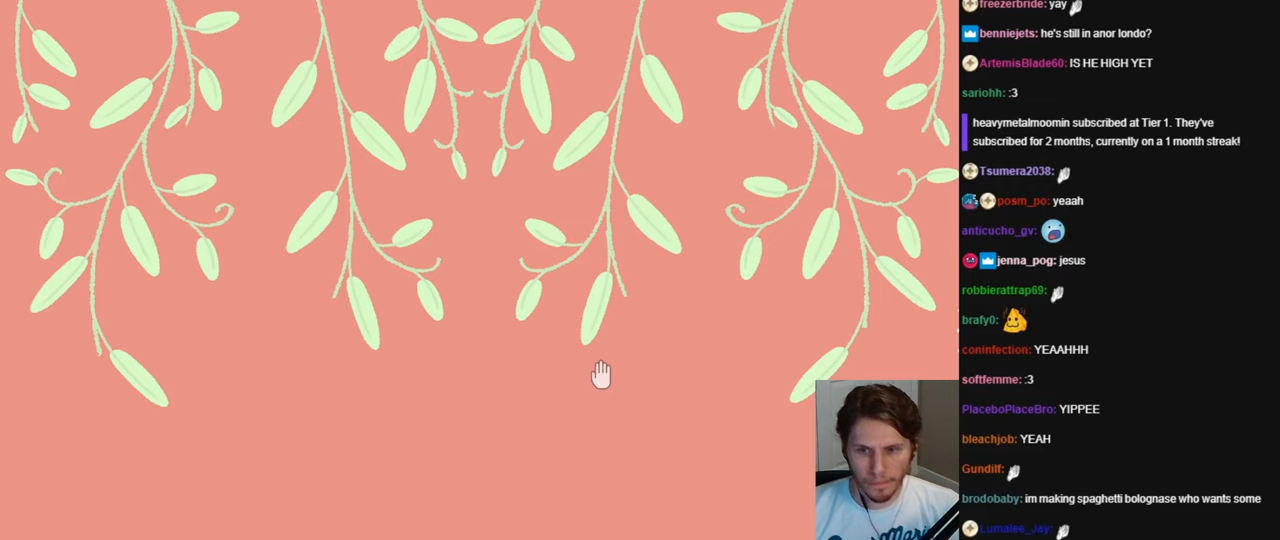 freezerbride: yay
benniejets: he's still in anor londo?
ArtemisBlade60: IS HE HIGH YET
sariohh: :3
heavymetalmoomin subscribed at Tier 1. They've
subscribed for 2 months, currently on a 1 month streak!
Tsumera2038:
posm_po: yeaah
anticucho_gv:
jenna_pog: jesus
robbierattrap69:
brafy0:
coninfection: YEAAHHH
softfemme: :3
PlaceboPlaceBro: YIPPEE
bleachjob: YEAH
Gundilf:
brodobaby: im making spaghetti bolognase who wants some
Lumalee_Jay: